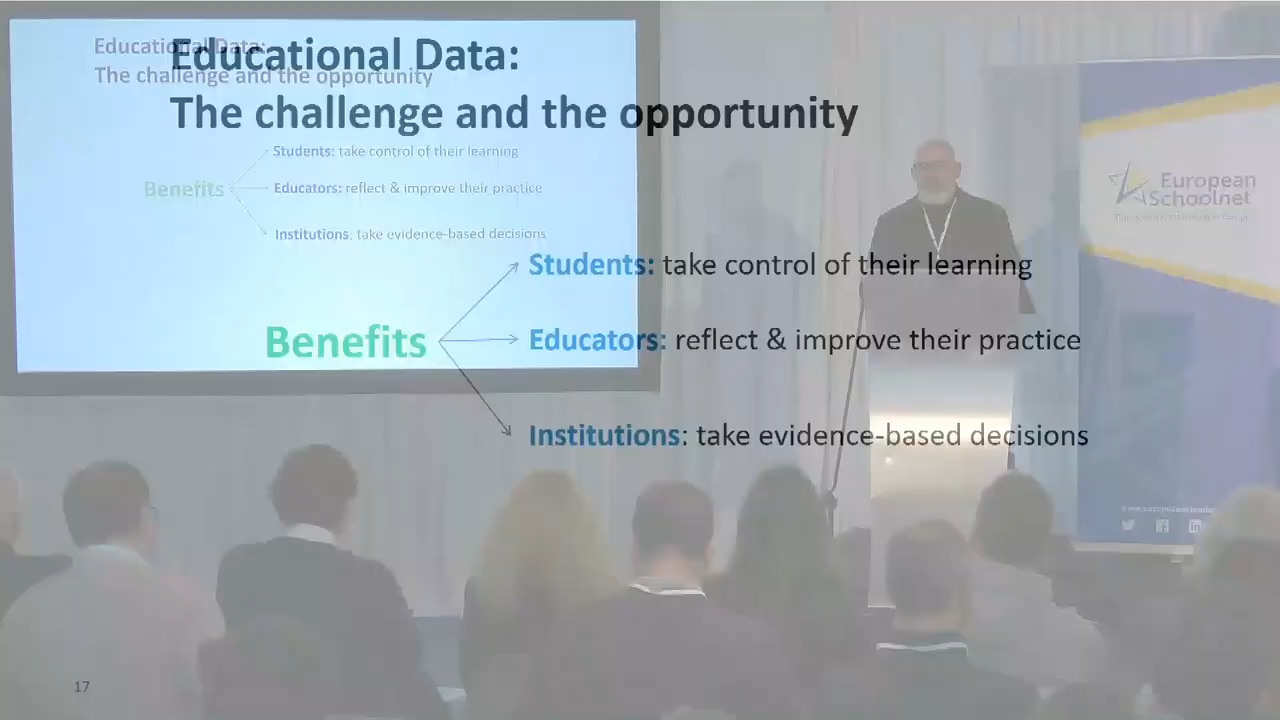 Educational Data:
The challenge and the opportunity
Students: take control of their learning
Benefits
Educators: reflect & improve their practice
Institutions: take evidence-based decisions
Educational Data:
The challenge and the opportunity
Students: take control of their learning
Benefits
Educators: reflect & improve their practice
Institutions: take evidence-based decisions
European
Schoolnet
17